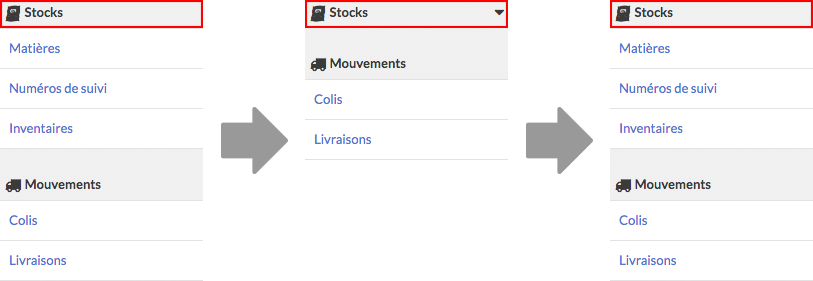 Stocks
Matières
Numéros de suivi
Inventaires
Mouvements
Colis
Livraisons
Stocks
Mouvements
Colis
Livraisons
Stocks
Matières
Numéros de suivi
Inventaires
Mouvements
Colis
Livraisons